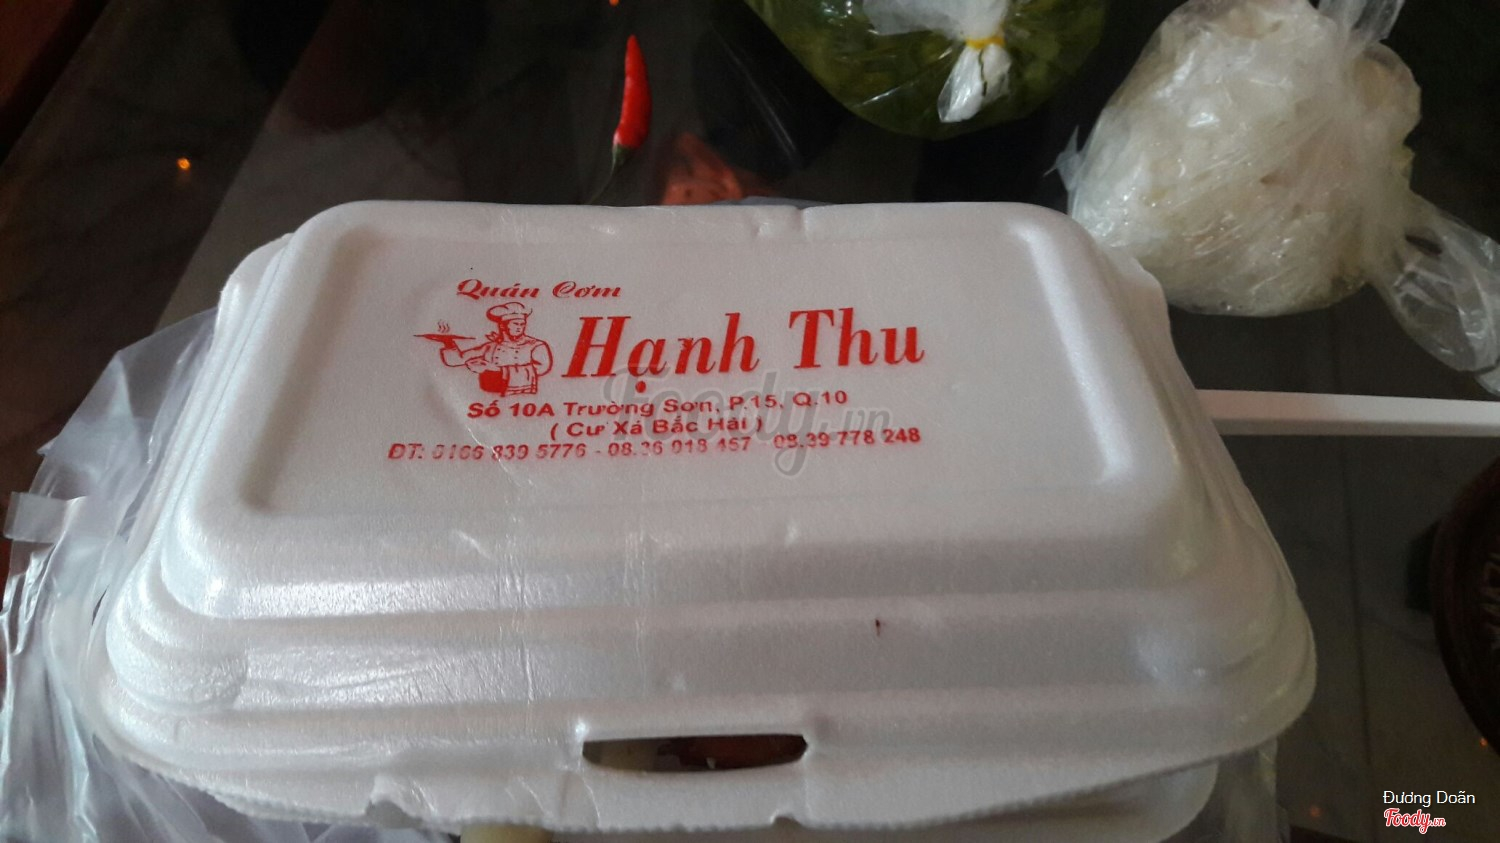 Quán Cơm
Hạnh Thu
Số 10A Trường Sơn, P.15, Q.10
( Cư Xá Bắc Hải )
ĐT: 0166 839 5776 - 08.36 018 457 - 08.39 778 248
Foody.vn
Đương Doãn
Foody.vn